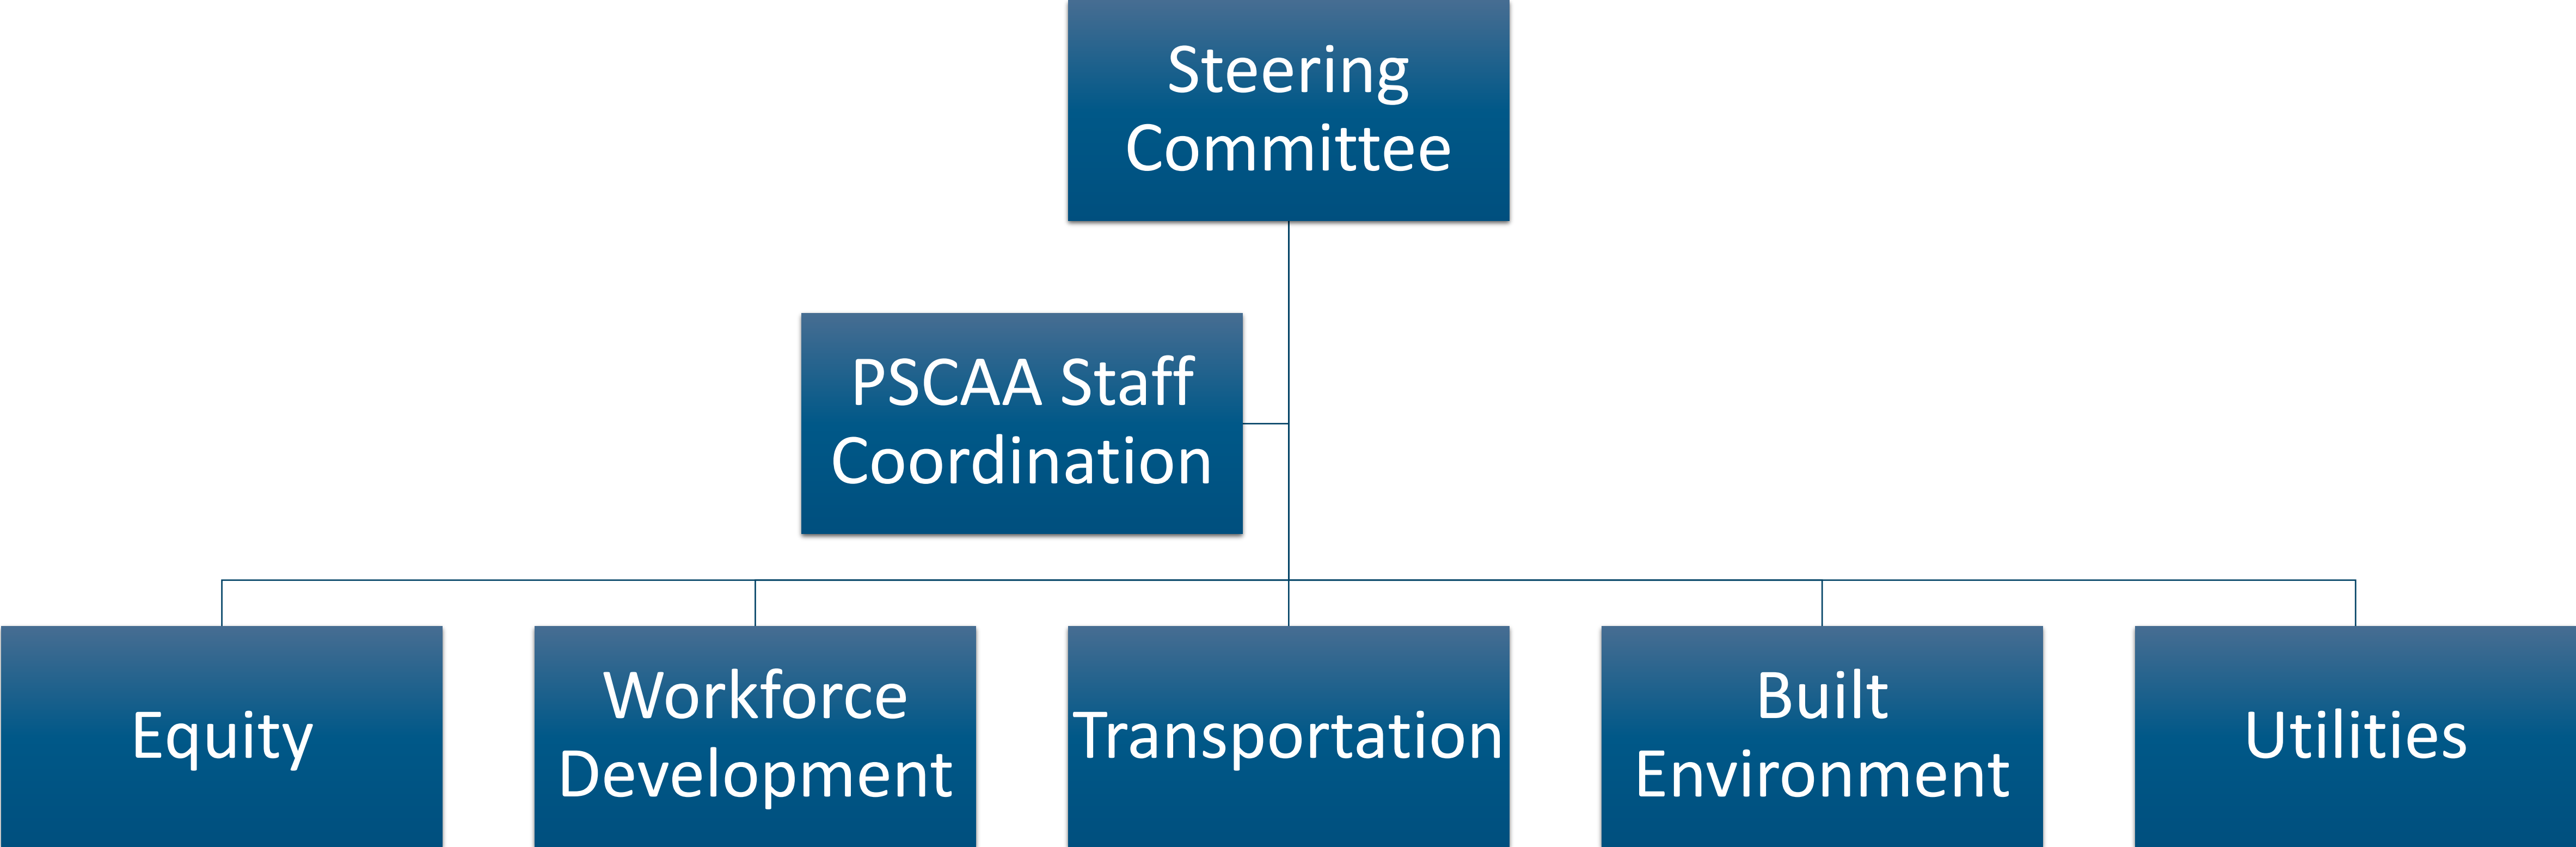 Steering
Committee
PSCAA Staff
Coordination
Equity
Workforce
Development
Transportation
Built
Environment
Utilities